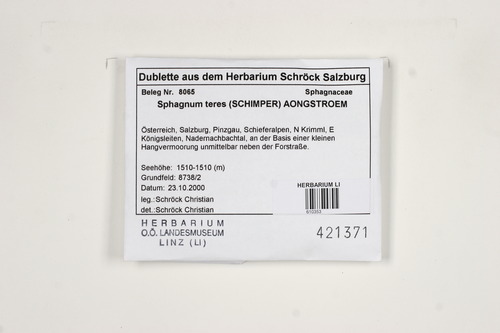 Dublette aus dem Herbarium Schröck Salzburg
Beleg Nr. 8065 Sphagnaceae
Sphagnum teres (SCHIMPER) AONGSTROEM
Österreich, Salzburg, Pinzgau, Schieferalpen, N Krimml, E
Königsleiten, Nadernachbachtal, an der Basis einer kleinen
Hangvermoorung unmittelbar neben der Forstraße.
Seehöhe: 1510-1510 (m)
Grundfeld: 8738/2
Datum: 23.10.2000
leg.:Schröck Christian
det.:Schröck Christian
HERBARIUM LI
610353
HERBARIUM
O.Ö. LANDESMUSEUM
LINZ (LI)
421371